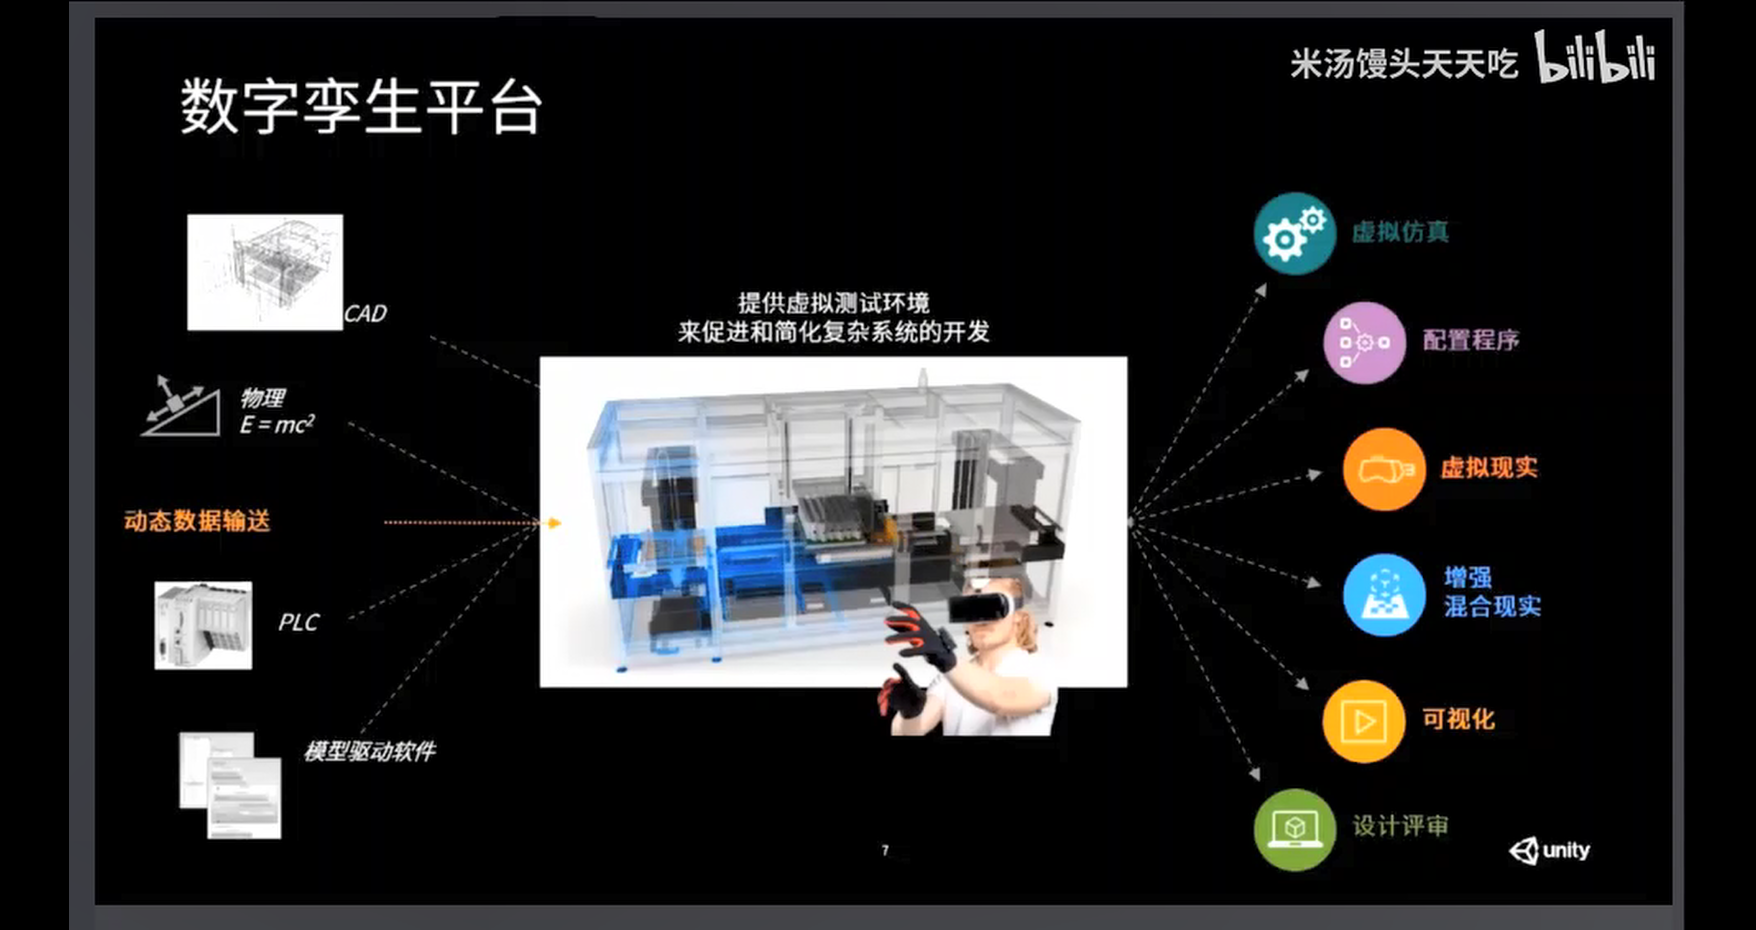 米汤馒头天天吃 bilibili
数字孪生平台
CAD
物理
E = mc²
动态数据输送
PLC
模型驱动软件
提供虚拟测试环境
来促进和简化复杂系统的开发
虚拟仿真
配置程序
虚拟现实
增强
混合现实
可视化
设计评审
7
unity